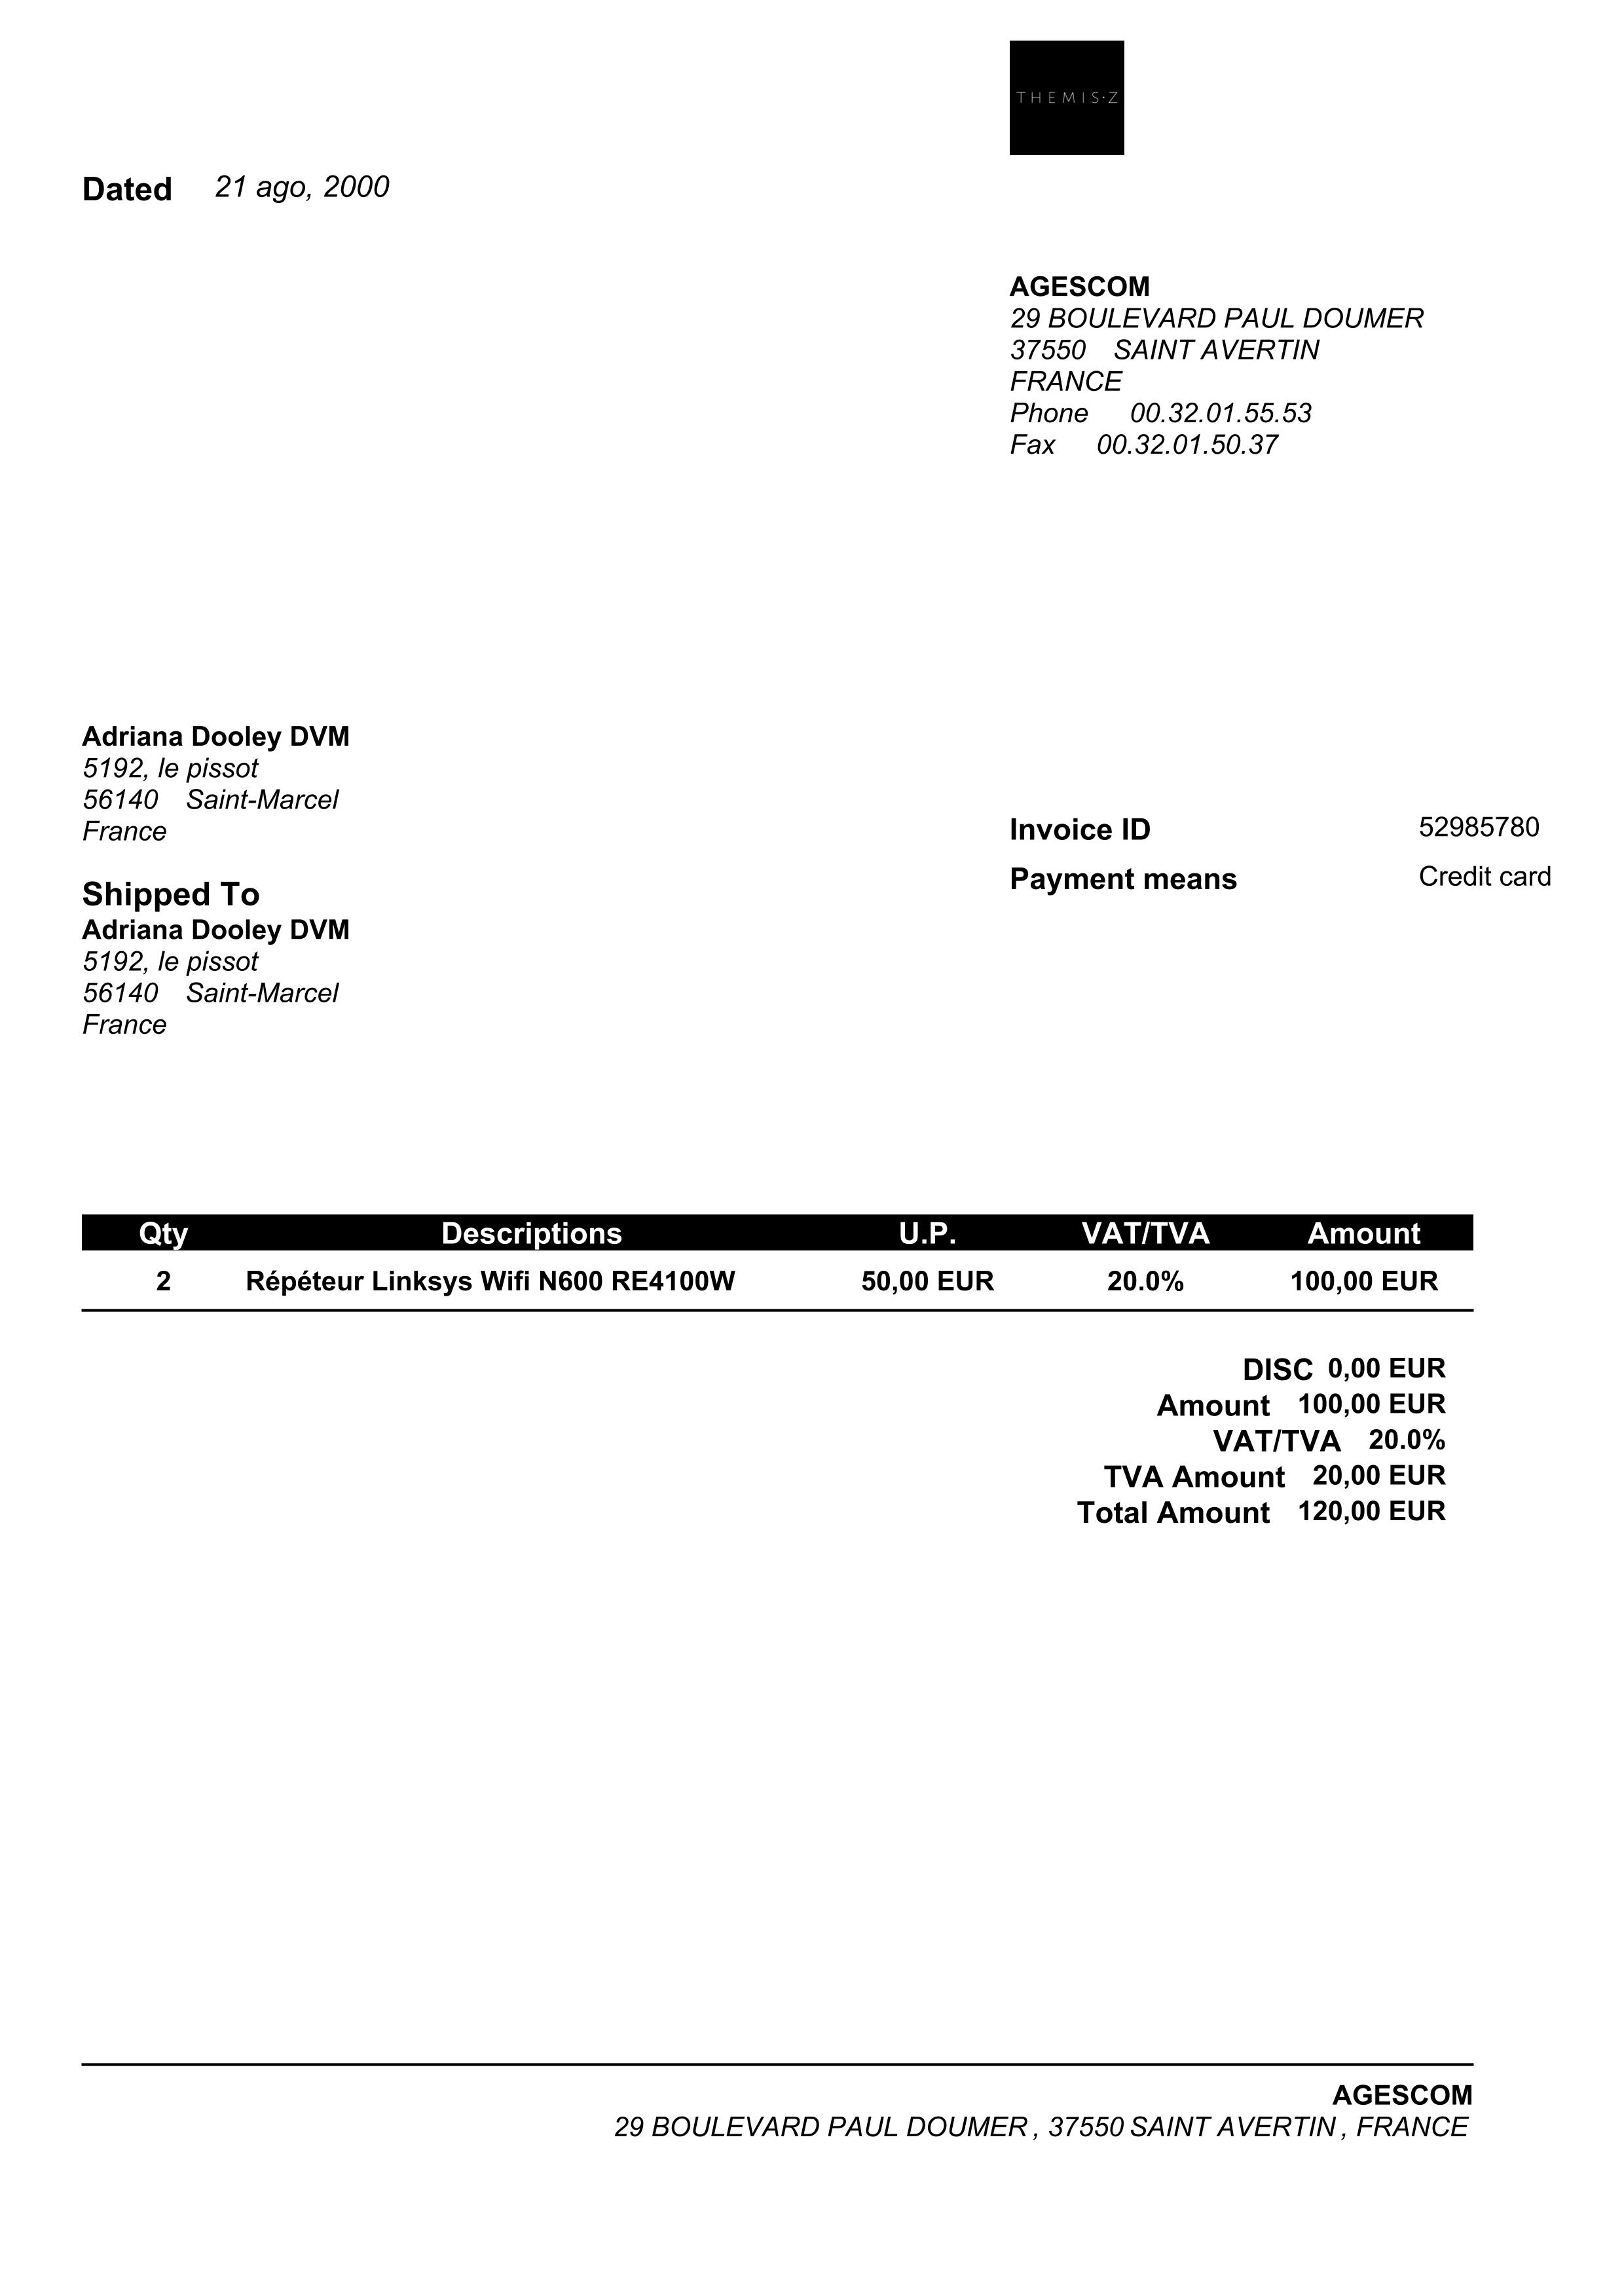 THEMIS·Z
Dated 21 ago, 2000
AGESCOM
29 BOULEVARD PAUL DOUMER
37550 SAINT AVERTIN
FRANCE
Phone 00.32.01.55.53
Fax 00.32.01.50.37
Adriana Dooley DVM
5192, le pissot
56140 Saint-Marcel
France
Invoice ID 52985780
Payment means Credit card
Shipped To
Adriana Dooley DVM
5192, le pissot
56140 Saint-Marcel
France
Qty Descriptions U.P. VAT/TVA Amount
2 Répéteur Linksys Wifi N600 RE4100W 50,00 EUR 20.0% 100,00 EUR
DISC 0,00 EUR
Amount 100,00 EUR
VAT/TVA 20.0%
TVA Amount 20,00 EUR
Total Amount 120,00 EUR
AGESCOM
29 BOULEVARD PAUL DOUMER , 37550 SAINT AVERTIN , FRANCE